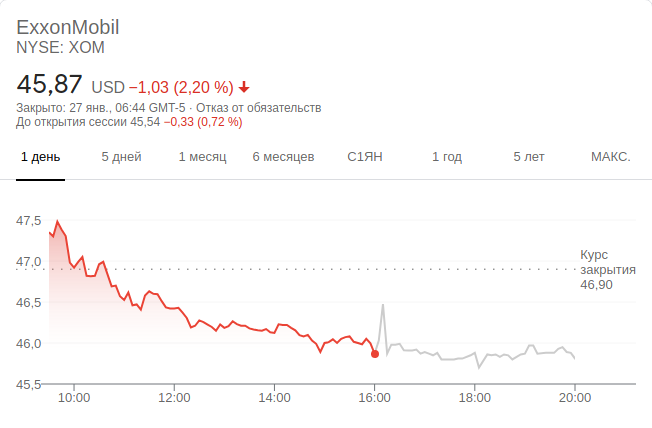 ExxonMobil
NYSE: XOM
45,87 USD −1,03 (2,20 %) ↓
Закрыто: 27 янв., 06:44 GMT-5 · Отказ от обязательств
До открытия сессии 45,54 −0,33 (0,72 %)
1 день 5 дней 1 месяц 6 месяцев С1ЯН 1 год 5 лет МАКС.
47,5
47,0
46,5
46,0
45,5
Курс
закрытия
46,90
10:00 12:00 14:00 16:00 18:00 20:00